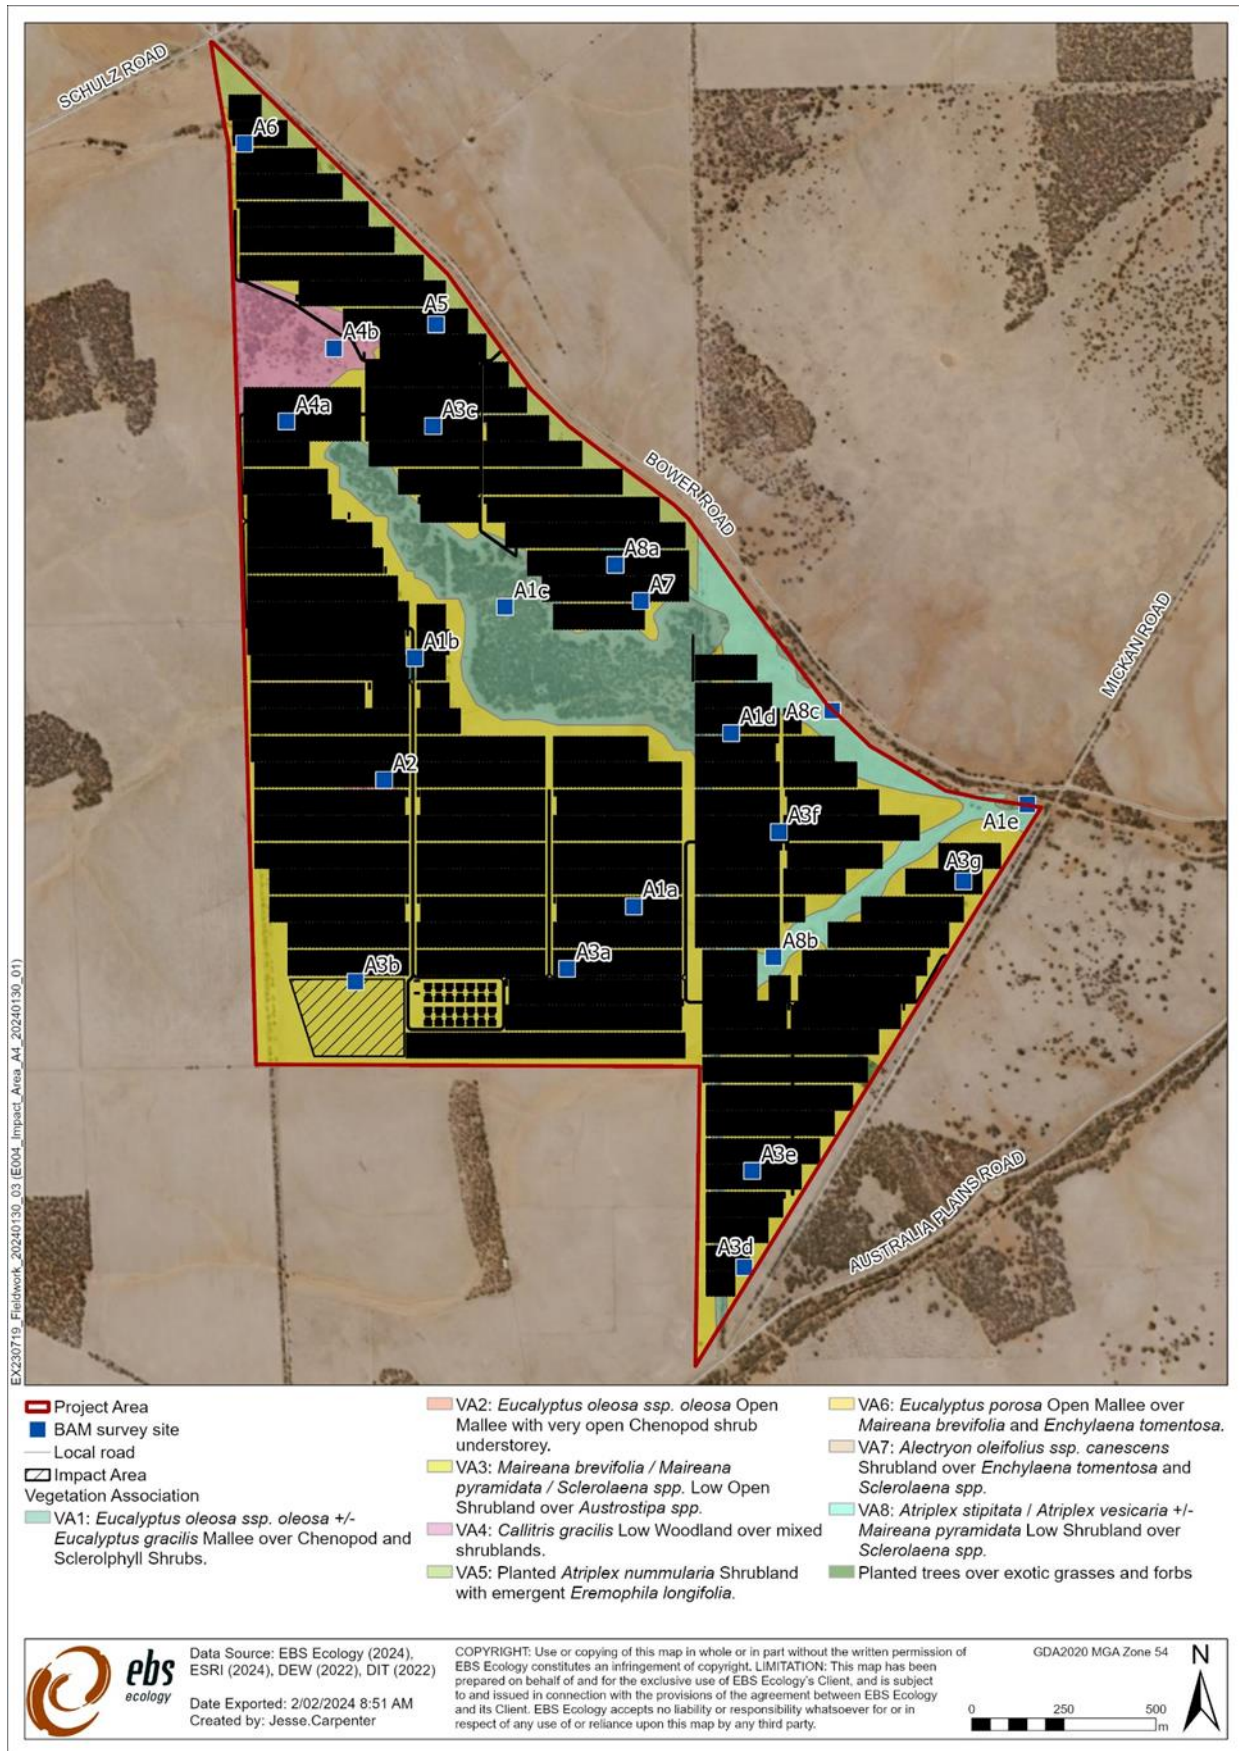 SCHULZ ROAD
A6
A5
A4b
A4a
A3c
BOWER ROAD
A8a
A7
A1c
A1b
MICKAN ROAD
A8c
A1d
A2
A3f
A1e
A3g
A1a
A8b
A3a
A3b
A3e
AUSTRALIA PLAINS ROAD
A3d
EX230719_Fieldwork_20240130_03 (E004_Impact_Area_A4_20240130_01)
Project Area
BAM survey site
Local road
Impact Area
Vegetation Association
VA1: Eucalyptus oleosa ssp. oleosa +/-
Eucalyptus gracilis Mallee over Chenopod and
Sclerolphyll Shrubs.
VA2: Eucalyptus oleosa ssp. oleosa Open
Mallee with very open Chenopod shrub
understorey.
VA3: Maireana brevifolia / Maireana
pyramidata / Sclerolaena spp. Low Open
Shrubland over Austrostipa spp.
VA4: Callitris gracilis Low Woodland over mixed
shrublands.
VA5: Planted Atriplex nummularia Shrubland
with emergent Eremophila longifolia.
VA6: Eucalyptus porosa Open Mallee over
Maireana brevifolia and Enchylaena tomentosa.
VA7: Alectryon oleifolius ssp. canescens
Shrubland over Enchylaena tomentosa and
Sclerolaena spp.
VA8: Atriplex stipitata / Atriplex vesicaria +/-
Maireana pyramidata Low Shrubland over
Sclerolaena spp.
Planted trees over exotic grasses and forbs
ebs
ecology
Data Source: EBS Ecology (2024),
ESRI (2024), DEW (2022), DIT (2022)
Date Exported: 2/02/2024 8:51 AM
Created by: Jesse.Carpenter
COPYRIGHT: Use or copying of this map in whole or in part without the written permission of
EBS Ecology constitutes an infringement of copyright. LIMITATION: This map has been
prepared on behalf of and for the exclusive use of EBS Ecology's Client, and is subject
to and issued in connection with the provisions of the agreement between EBS Ecology
and its Client. EBS Ecology accepts no liability or responsibility whatsoever for or in
respect of any use of or reliance upon this map by any third party.
GDA2020 MGA Zone 54
N
0 250 500
m